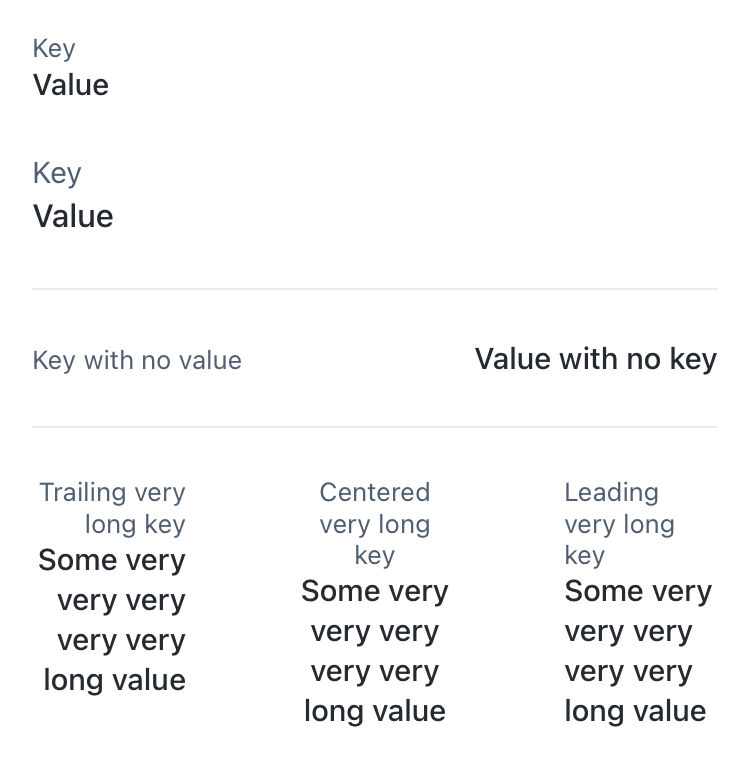 Key
Value
Key
Value
Key with no value
Value with no key
Trailing very
long key
Some very
very very
very very
long value
Centered
very long
key
Some very
very very
very very
long value
Leading
very long
key
Some very
very very
very very
long value